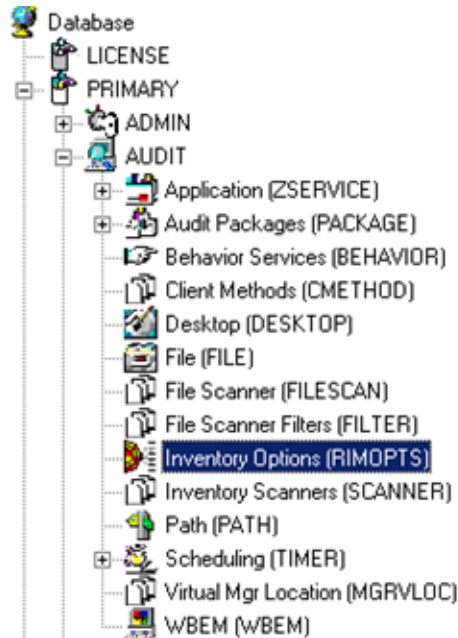 Database
LICENSE
PRIMARY
ADMIN
AUDIT
Application (ZSERVICE)
Audit Packages (PACKAGE)
Behavior Services (BEHAVIOR)
Client Methods (CMETHOD)
Desktop (DESKTOP)
File (FILE)
File Scanner (FILESCAN)
File Scanner Filters (FILTER)
Inventory Options (RIMOPTS)
Inventory Scanners (SCANNER)
Path (PATH)
Scheduling (TIMER)
Virtual Mgr Location (MGRVLOC)
WBEM (WBEM)